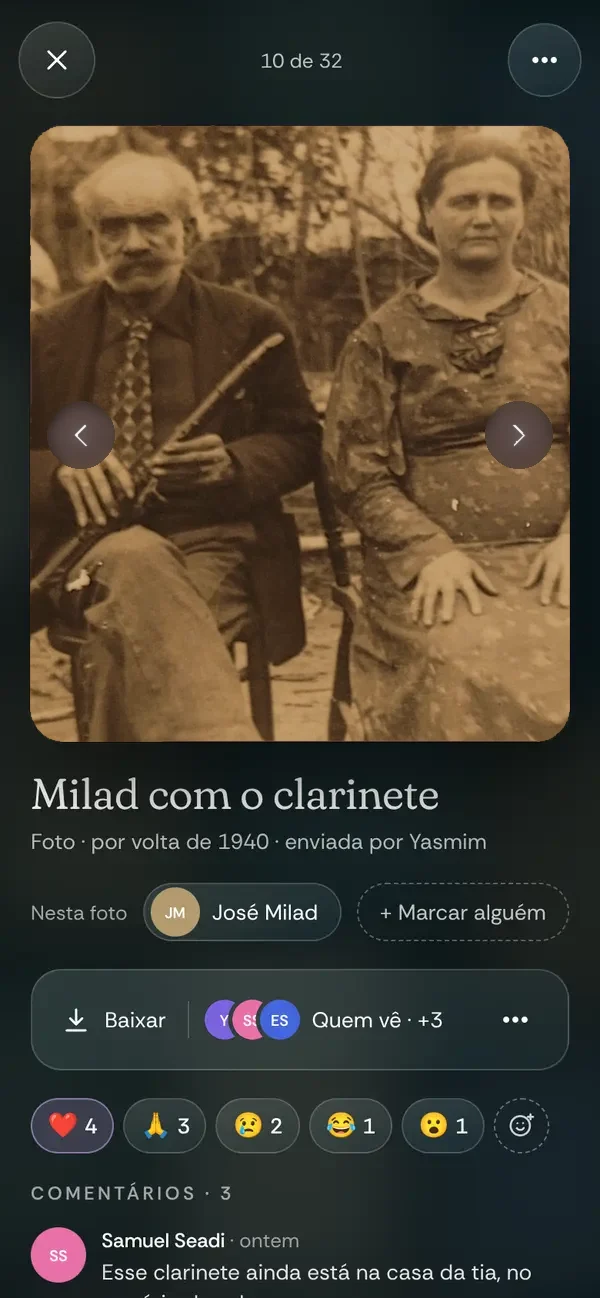 10 de 32
Milad com o clarinete
Foto · por volta de 1940 · enviada por Yasmim
Nesta foto JM José Milad + Marcar alguém
Baixar Y SS ES Quem vê · +3
❤️ 4 🙏 3 😢 2 😂 1 😮 1
COMENTÁRIOS · 3
SS Samuel Seadi · ontem
Esse clarinete ainda está na casa da tia, no